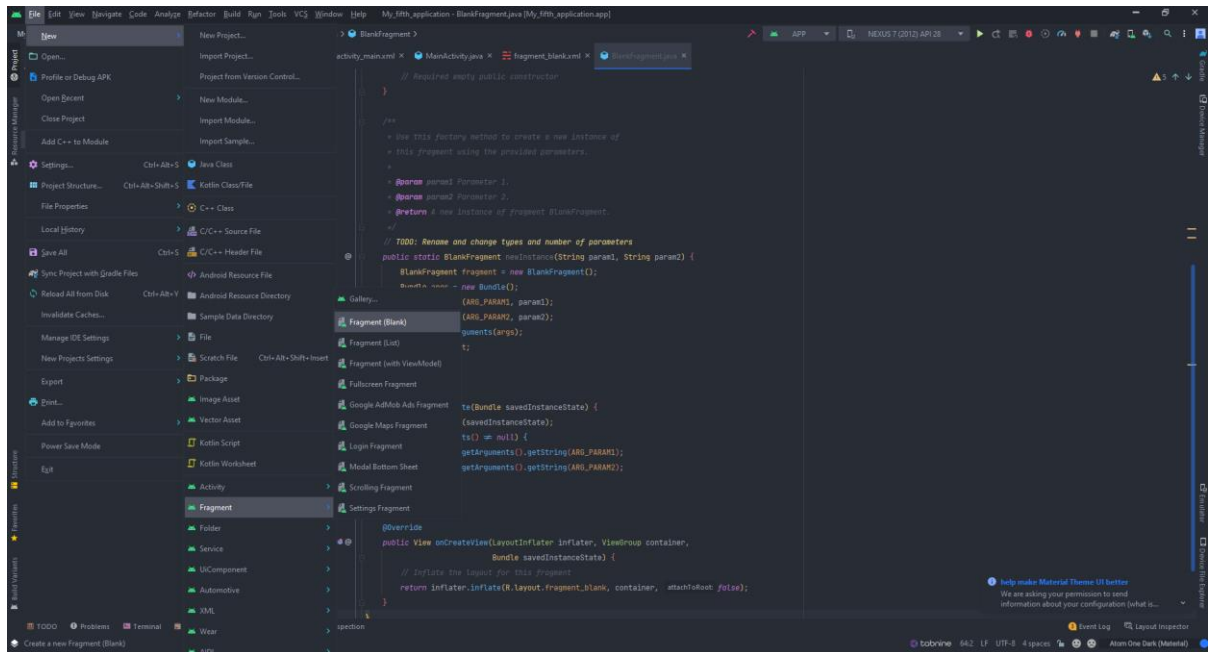 File Edit View Navigate Code Analyze Refactor Build Run Tools VCS Window Help My_fifth_application - BlankFragment.java [My_fifth_application.app]
BlankFragment
APP NEXUS 7 (2012) API 28
activity_main.xml MainActivity.java fragment_blank.xml BlankFragment.java
New
Open...
Profile or Debug APK
Open Recent
Close Project
Add C++ to Module
Settings... Ctrl+Alt+S
Project Structure... Ctrl+Alt+Shift+S
File Properties
Local History
Save All Ctrl+S
Sync Project with Gradle Files
Reload All from Disk Ctrl+Alt+Y
Invalidate Caches...
Manage IDE Settings
New Projects Settings
Export
Print...
Add to Favorites
Power Save Mode
Exit
New Project...
Import Project...
Project from Version Control...
New Module...
Import Module...
Import Sample...
Java Class
Kotlin Class/File
C++ Class
C/C++ Source File
C/C++ Header File
Android Resource File
Android Resource Directory
Sample Data Directory
File
Scratch File Ctrl+Alt+Shift+Insert
Package
Image Asset
Vector Asset
Kotlin Script
Kotlin Worksheet
Activity
Fragment
Folder
Service
UiComponent
Automotive
XML
Wear
AIDL
Gallery...
Fragment (Blank)
Fragment (List)
Fragment (with ViewModel)
Fullscreen Fragment
Google AdMob Ads Fragment
Google Maps Fragment
Login Fragment
Modal Bottom Sheet
Scrolling Fragment
Settings Fragment
// Required empty public constructor
}
/**
* Use this factory method to create a new instance of
* this fragment using the provided parameters.
*
* @param param1 Parameter 1.
* @param param2 Parameter 2.
* @return A new instance of fragment BlankFragment.
*/
// TODO: Rename and change types and number of parameters
public static BlankFragment newInstance(String param1, String param2) {
BlankFragment fragment = new BlankFragment();
Bundle args = new Bundle();
(ARG_PARAM1, param1);
(ARG_PARAM2, param2);
guments(args);
t;
te(Bundle savedInstanceState) {
(savedInstanceState);
ts() ≠ null) {
getArguments().getString(ARG_PARAM1);
getArguments().getString(ARG_PARAM2);
@Override
public View onCreateView(LayoutInflater inflater, ViewGroup container,
Bundle savedInstanceState) {
// Inflate the layout for this fragment
return inflater.inflate(R.layout.fragment_blank, container, attachToRoot: false);
}
}
5
Project
Resource Manager
Structure
Favorites
Build Variants
Gradle
Device Manager
Emulator
Device File Explorer
help make Material Theme UI better
We are asking your permission to send
information about your configuration (what is...
TODO Problems Terminal
spection
Event Log Layout Inspector
Create a new Fragment (Blank)
tabnine 64:2 LF UTF-8 4 spaces Atom One Dark (Material)